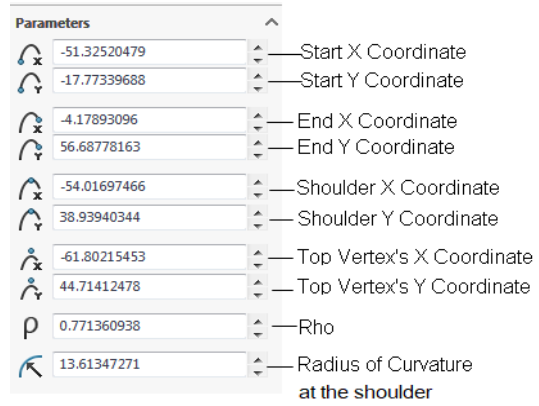 Parameters
X -51.32520479 Start X Coordinate
Y -17.77339688 Start Y Coordinate
X -4.17893096 End X Coordinate
Y 56.68778163 End Y Coordinate
X -54.01697466 Shoulder X Coordinate
Y 38.93940344 Shoulder Y Coordinate
X -61.80215453 Top Vertex's X Coordinate
Y 44.71412478 Top Vertex's Y Coordinate
ρ 0.771360938 Rho
13.61347271 Radius of Curvature
at the shoulder